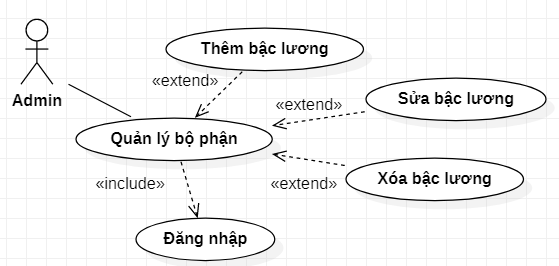 Thêm bậc lương
«extend»
Admin
«extend»
Sửa bậc lương
Quản lý bộ phận
«include»
«extend»
Xóa bậc lương
Đăng nhập